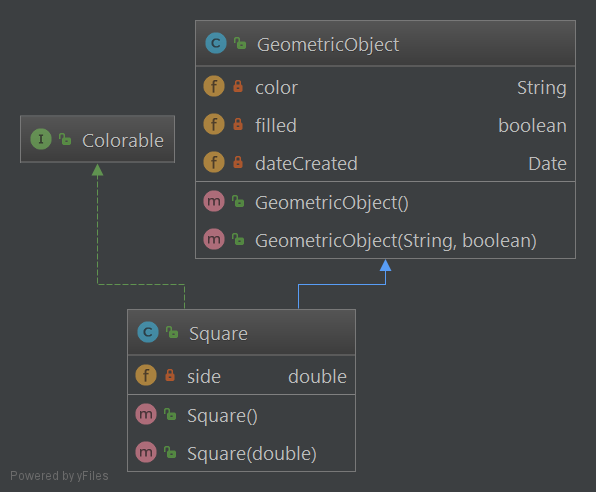 C GeometricObject
f color String
f filled boolean
f dateCreated Date
m GeometricObject()
m GeometricObject(String, boolean)
I Colorable
C Square
f side double
m Square()
m Square(double)
Powered by yFiles